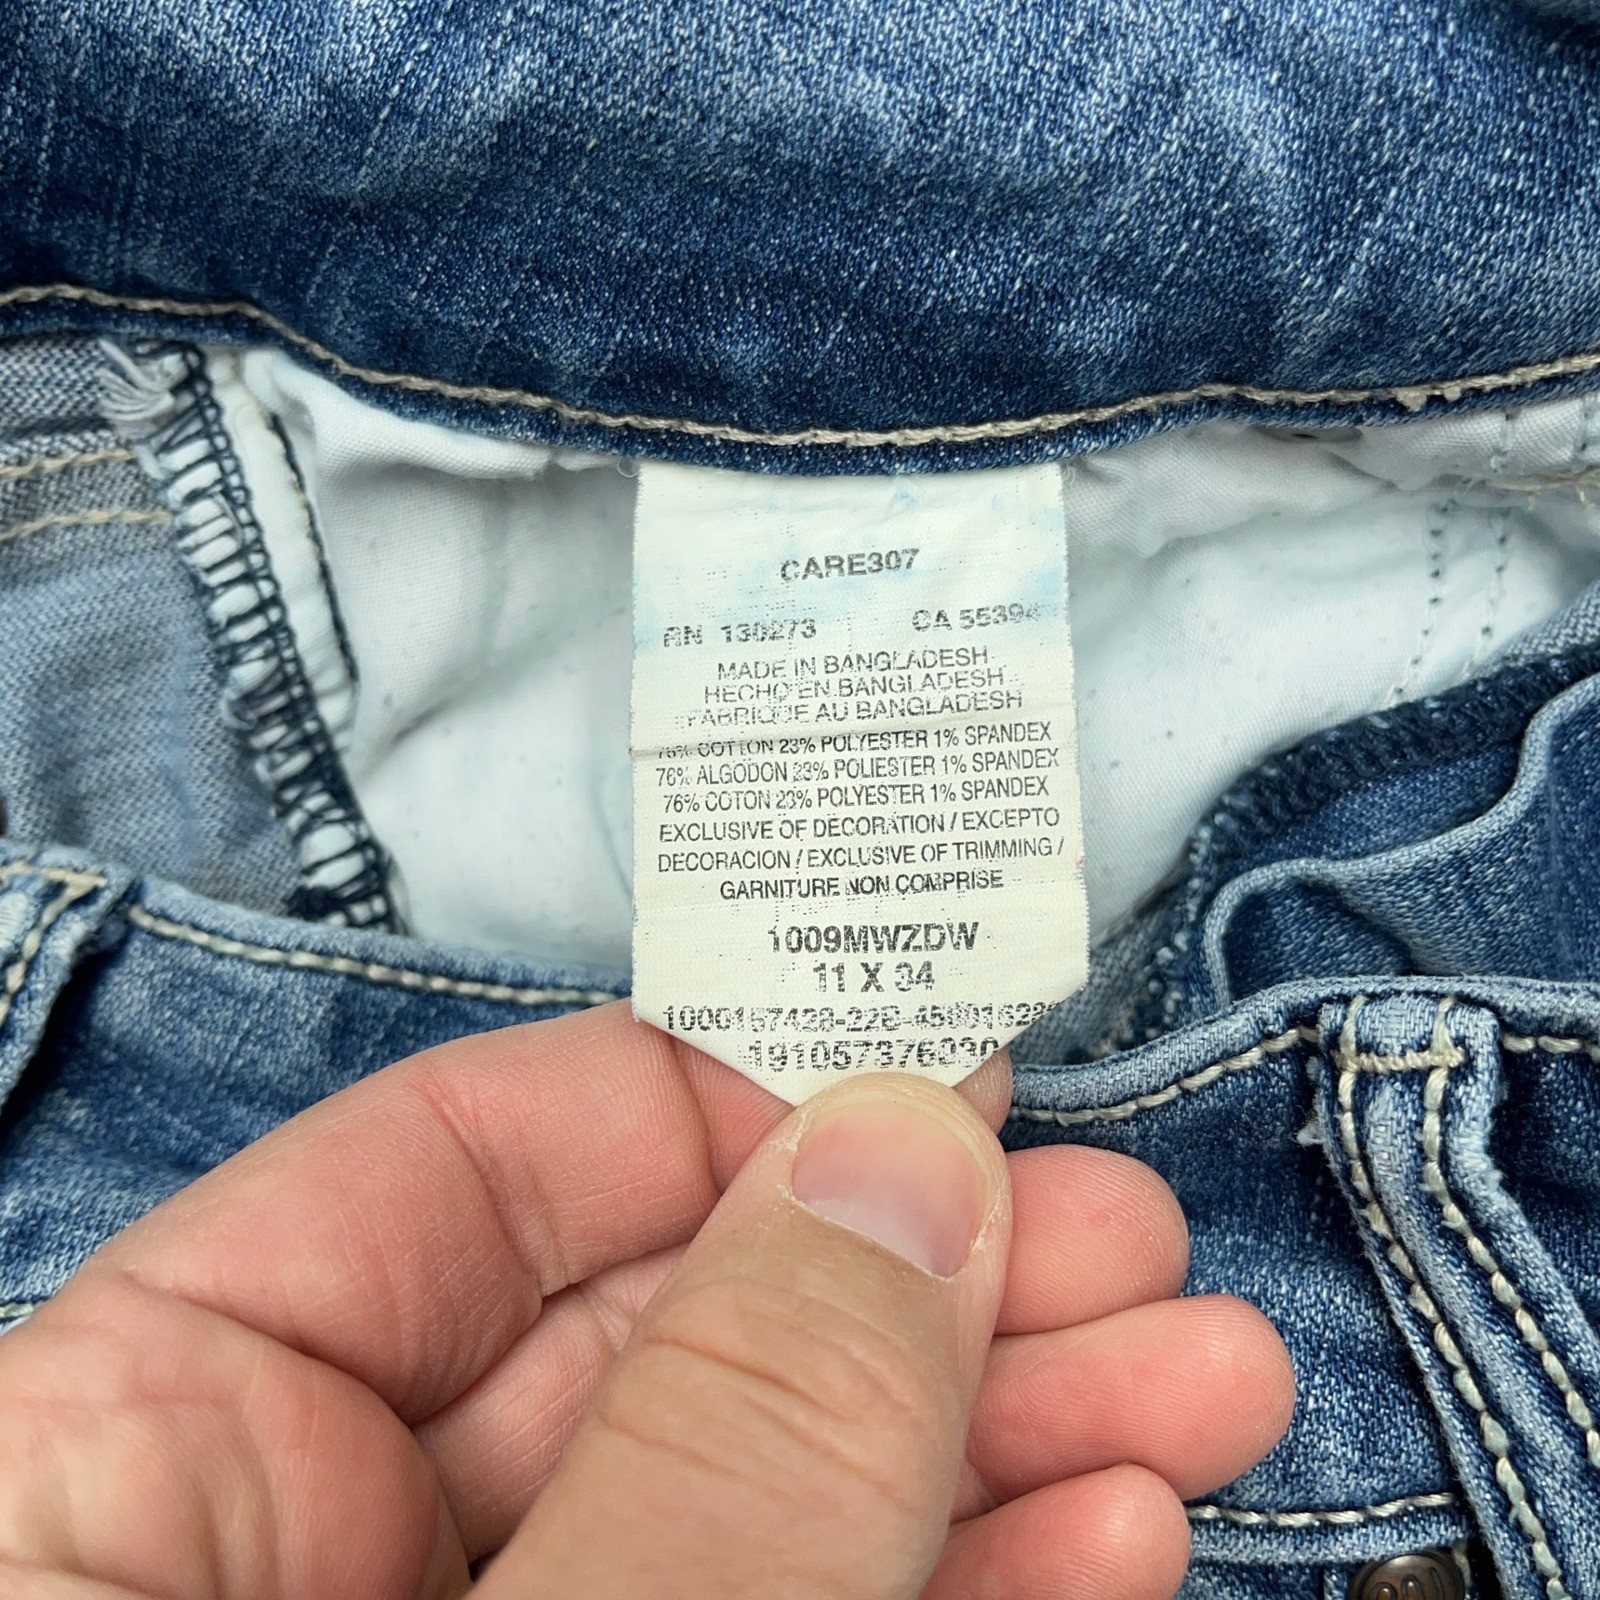 CARE307
RN 130273 CA 55394
MADE IN BANGLADESH
HECHO EN BANGLADESH
FABRIQUE AU BANGLADESH
76% COTTON 23% POLYESTER 1% SPANDEX
76% ALGODON 23% POLIESTER 1% SPANDEX
76% COTON 23% POLYESTER 1% SPANDEX
EXCLUSIVE OF DECORATION / EXCEPTO
DECORACION / EXCLUSIVE OF TRIMMING /
GARNITURE NON COMPRISE
1009MWZDW
11 X 34
191057376030